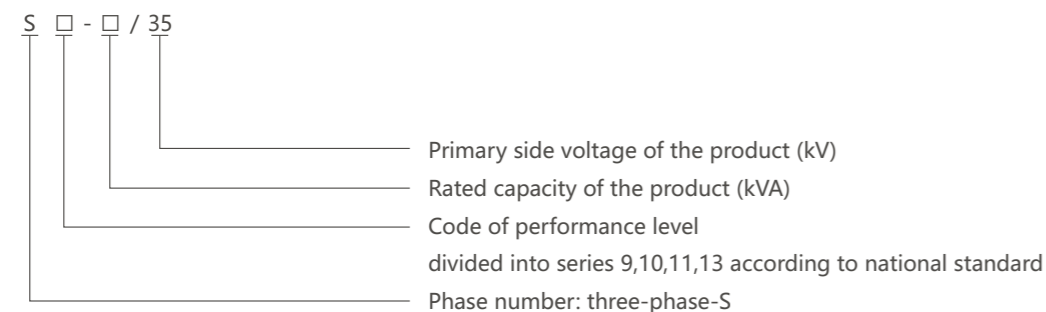 S □ - □ / 35
Primary side voltage of the product (kV)
Rated capacity of the product (kVA)
Code of performance level
divided into series 9,10,11,13 according to national standard
Phase number: three-phase-S